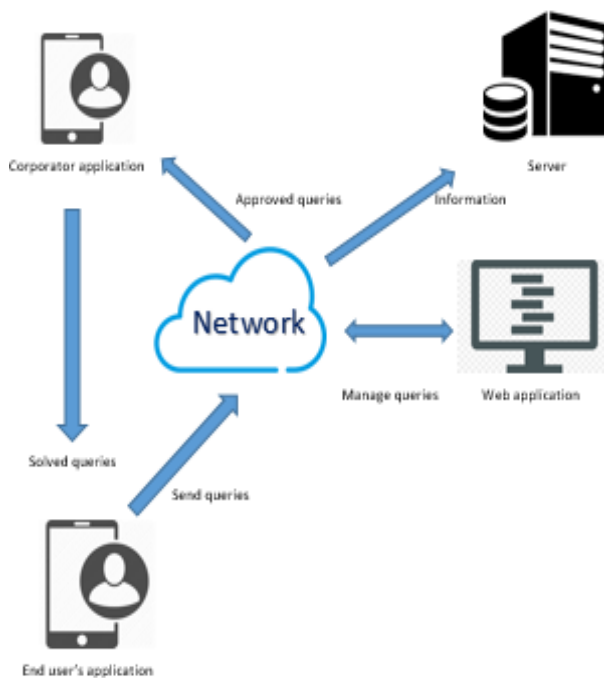 Corporator application
Server
Approved queries
Information
Network
Manage queries
Web application
Solved queries
Send queries
End user's application